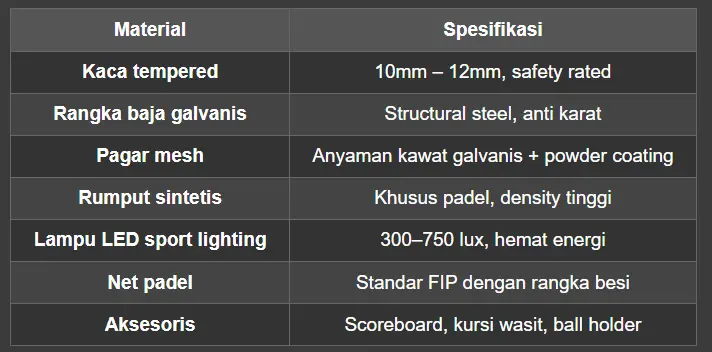 Material Spesifikasi
Kaca tempered 10mm – 12mm, safety rated
Rangka baja galvanis Structural steel, anti karat
Pagar mesh Anyaman kawat galvanis + powder coating
Rumput sintetis Khusus padel, density tinggi
Lampu LED sport lighting 300–750 lux, hemat energi
Net padel Standar FIP dengan rangka besi
Aksesoris Scoreboard, kursi wasit, ball holder